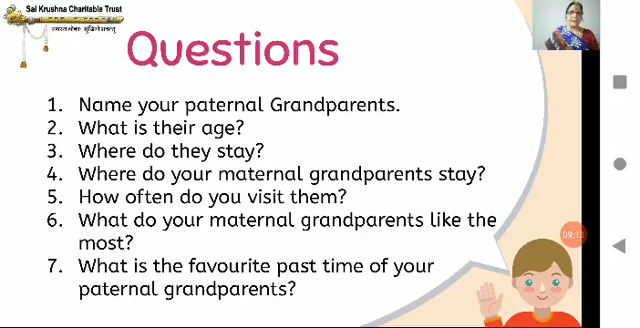 Sai Krushna Charitable Trust
Questions
1. Name your paternal Grandparents.
2. What is their age?
3. Where do they stay?
4. Where do your maternal grandparents stay?
5. How often do you visit them?
6. What do your maternal grandparents like the
most?
7. What is the favourite past time of your
paternal grandparents?
09:13